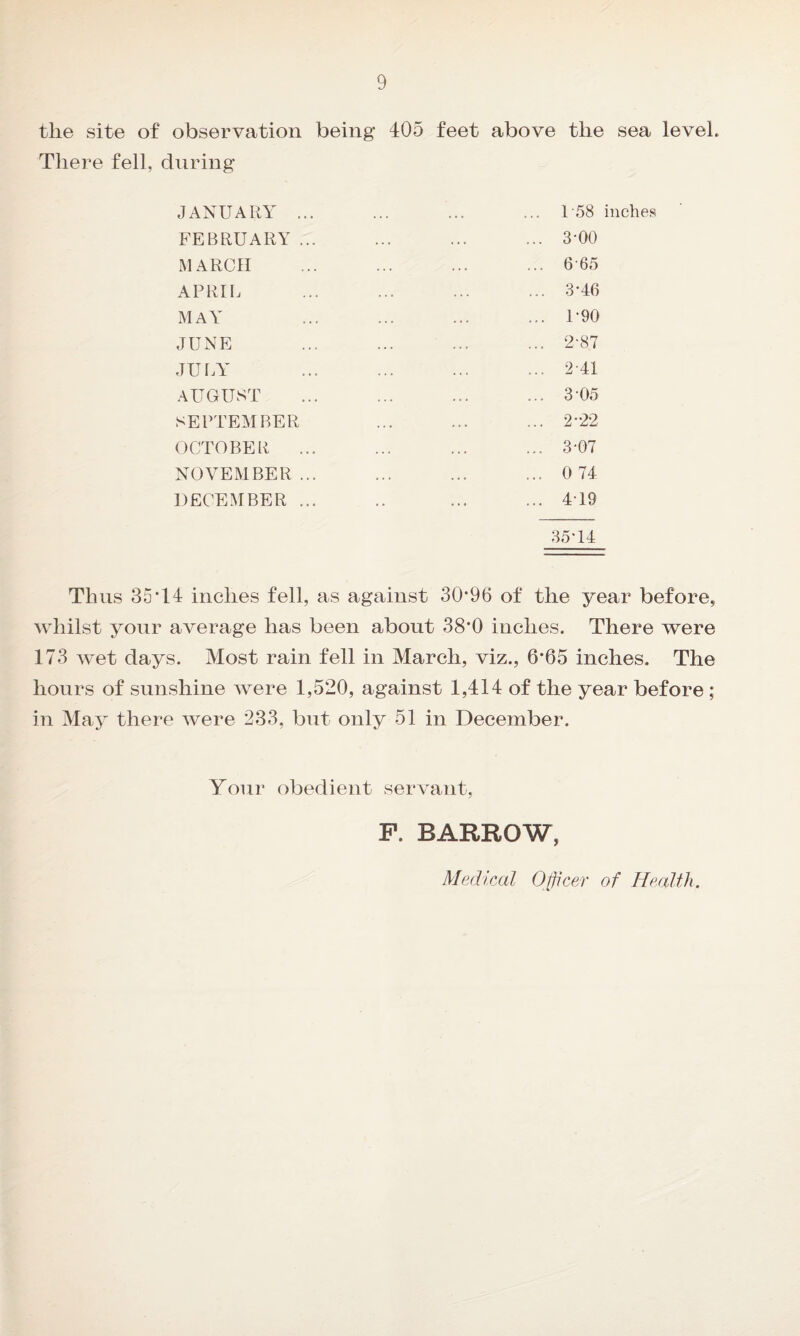 9
the site of observation being 405 feet above the sea level.
There fell, during
JANUARY ... ... ... ... 1·58 inches
FEBRUARY ... ... ... ... 3·00
MARCH ... ... ... ... 6·65
APRIL ... ... ... ... 3·46
MAY ... ... ... ... 1·90
JUNE ... ... ... ... 2·87
JULY ... ... ... ... 2·41
AUGUST ... ... ... ... 3·05
SEPTEMBER ... ... ... 2·22
OCTOBER ... ... ... ... 3·07
NOVEMBER ... ... ... ... 0 74
DECEMBER ... .. ... ... 4·19
35·14
Thus 35·14 inches fell, as against 30·96 of the year before,
whilst your average has been about 38·0 inches. There were
173 wet days. Most rain fell in March, viz., 6·65 inches. The
hours of sunshine were 1,520, against 1,414 of the year before;
in May there were 233, but only 51 in December.
Your obedient servant,
F. BARROW,
Medical Officer of Health.